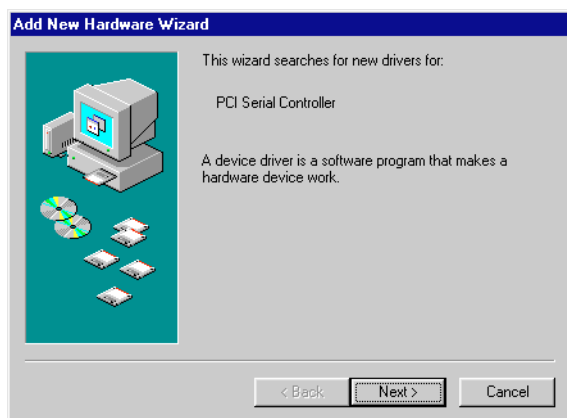 Add New Hardware Wizard
This wizard searches for new drivers for:
PCI Serial Controller
A device driver is a software program that makes a
hardware device work.
< Back
Next >
Cancel